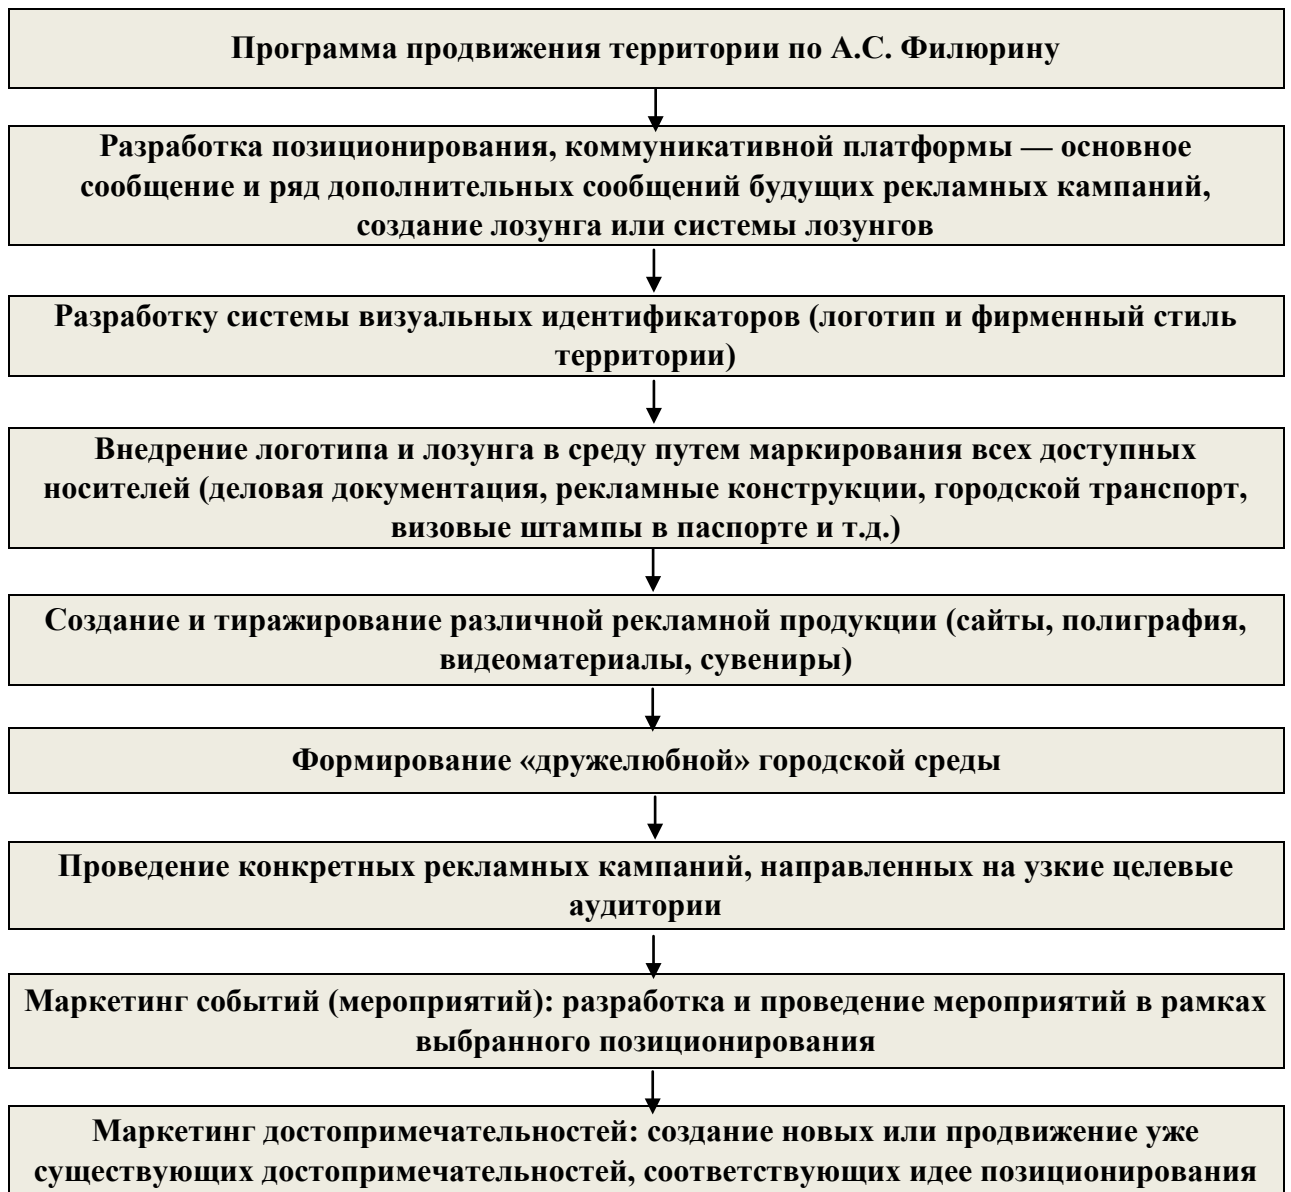 Программа продвижения территории по А.С. Филюрину
Разработка позиционирования, коммуникативной платформы — основное
сообщение и ряд дополнительных сообщений будущих рекламных кампаний,
создание лозунга или системы лозунгов
Разработку системы визуальных идентификаторов (логотип и фирменный стиль
территории)
Внедрение логотипа и лозунга в среду путем маркирования всех доступных
носителей (деловая документация, рекламные конструкции, городской транспорт,
визовые штампы в паспорте и т.д.)
Создание и тиражирование различной рекламной продукции (сайты, полиграфия,
видеоматериалы, сувениры)
Формирование «дружелюбной» городской среды
Проведение конкретных рекламных кампаний, направленных на узкие целевые
аудитории
Маркетинг событий (мероприятий): разработка и проведение мероприятий в рамках
выбранного позиционирования
Маркетинг достопримечательностей: создание новых или продвижение уже
существующих достопримечательностей, соответствующих идее позиционирования